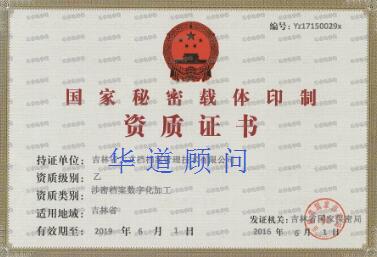 编号：Yz17150029x
国家秘密载体印制
资质证书
持证单位：吉林省
华道顾问
资质级别：乙
资质类别：涉密档案数字化加工
适用地域：吉林省
发证机关：吉林省国家保密局
有效期至：2019 年 6 月 1 日
2016 年 6 月 1 日